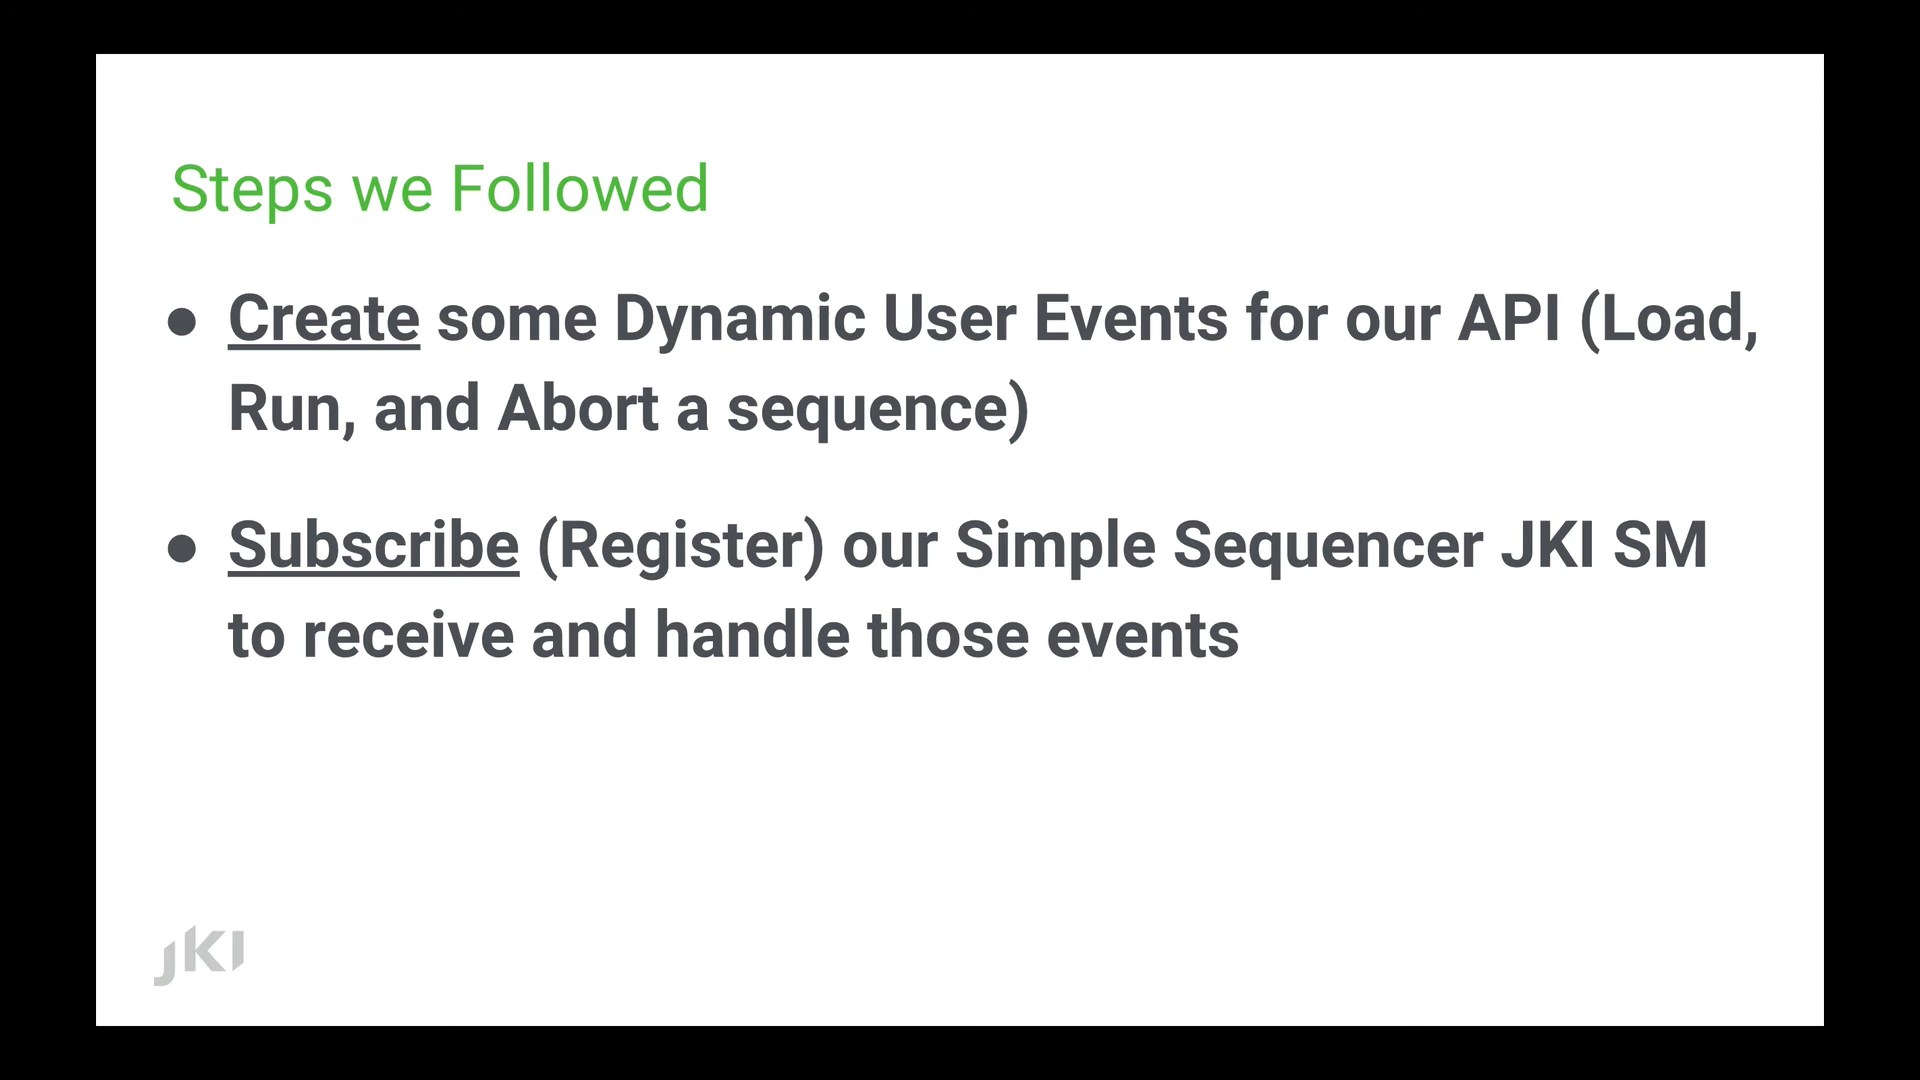 Steps we Followed
● Create some Dynamic User Events for our API (Load,
Run, and Abort a sequence)
● Subscribe (Register) our Simple Sequencer JKI SM
to receive and handle those events
JKI